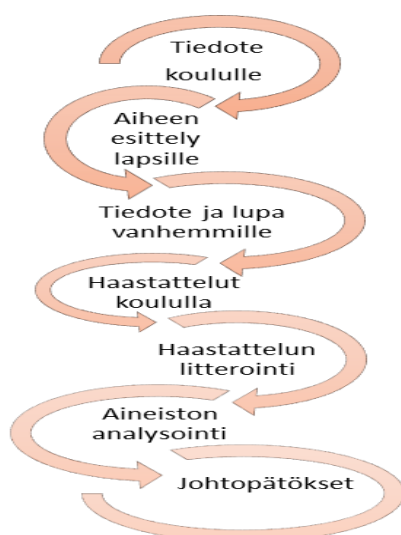 Tiedote
koululle
Aiheen
esittely
lapsille
Tiedote ja lupa
vanhemmille
Haastattelut
koululla
Haastattelun
litterointi
Aineiston
analysointi
Johtopätökset